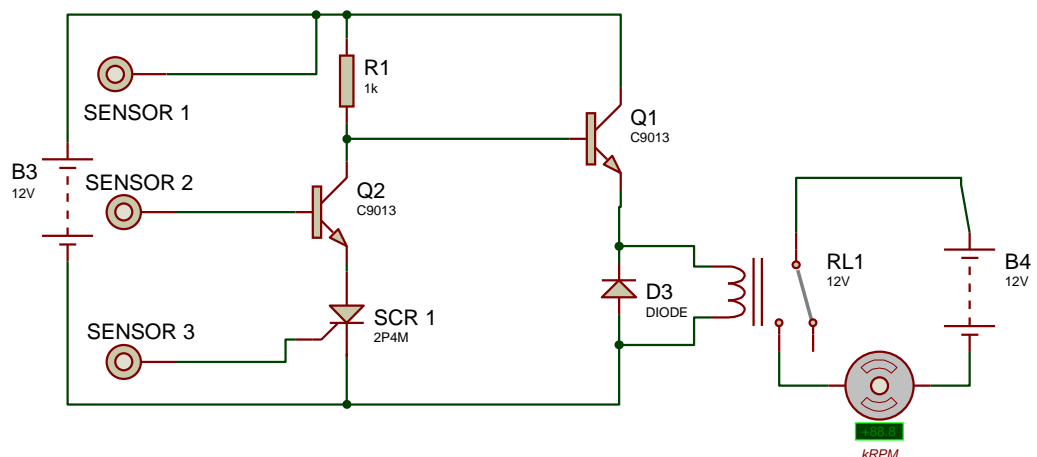 R1
1k
SENSOR 1
Q1
C9013
B3
12V
SENSOR 2
Q2
C9013
RL1
12V
B4
12V
D3
DIODE
SENSOR 3
SCR 1
2P4M
+88.8
kRPM